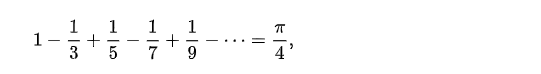 1 − 1/3 + 1/5 − 1/7 + 1/9 − ⋯ = π/4,